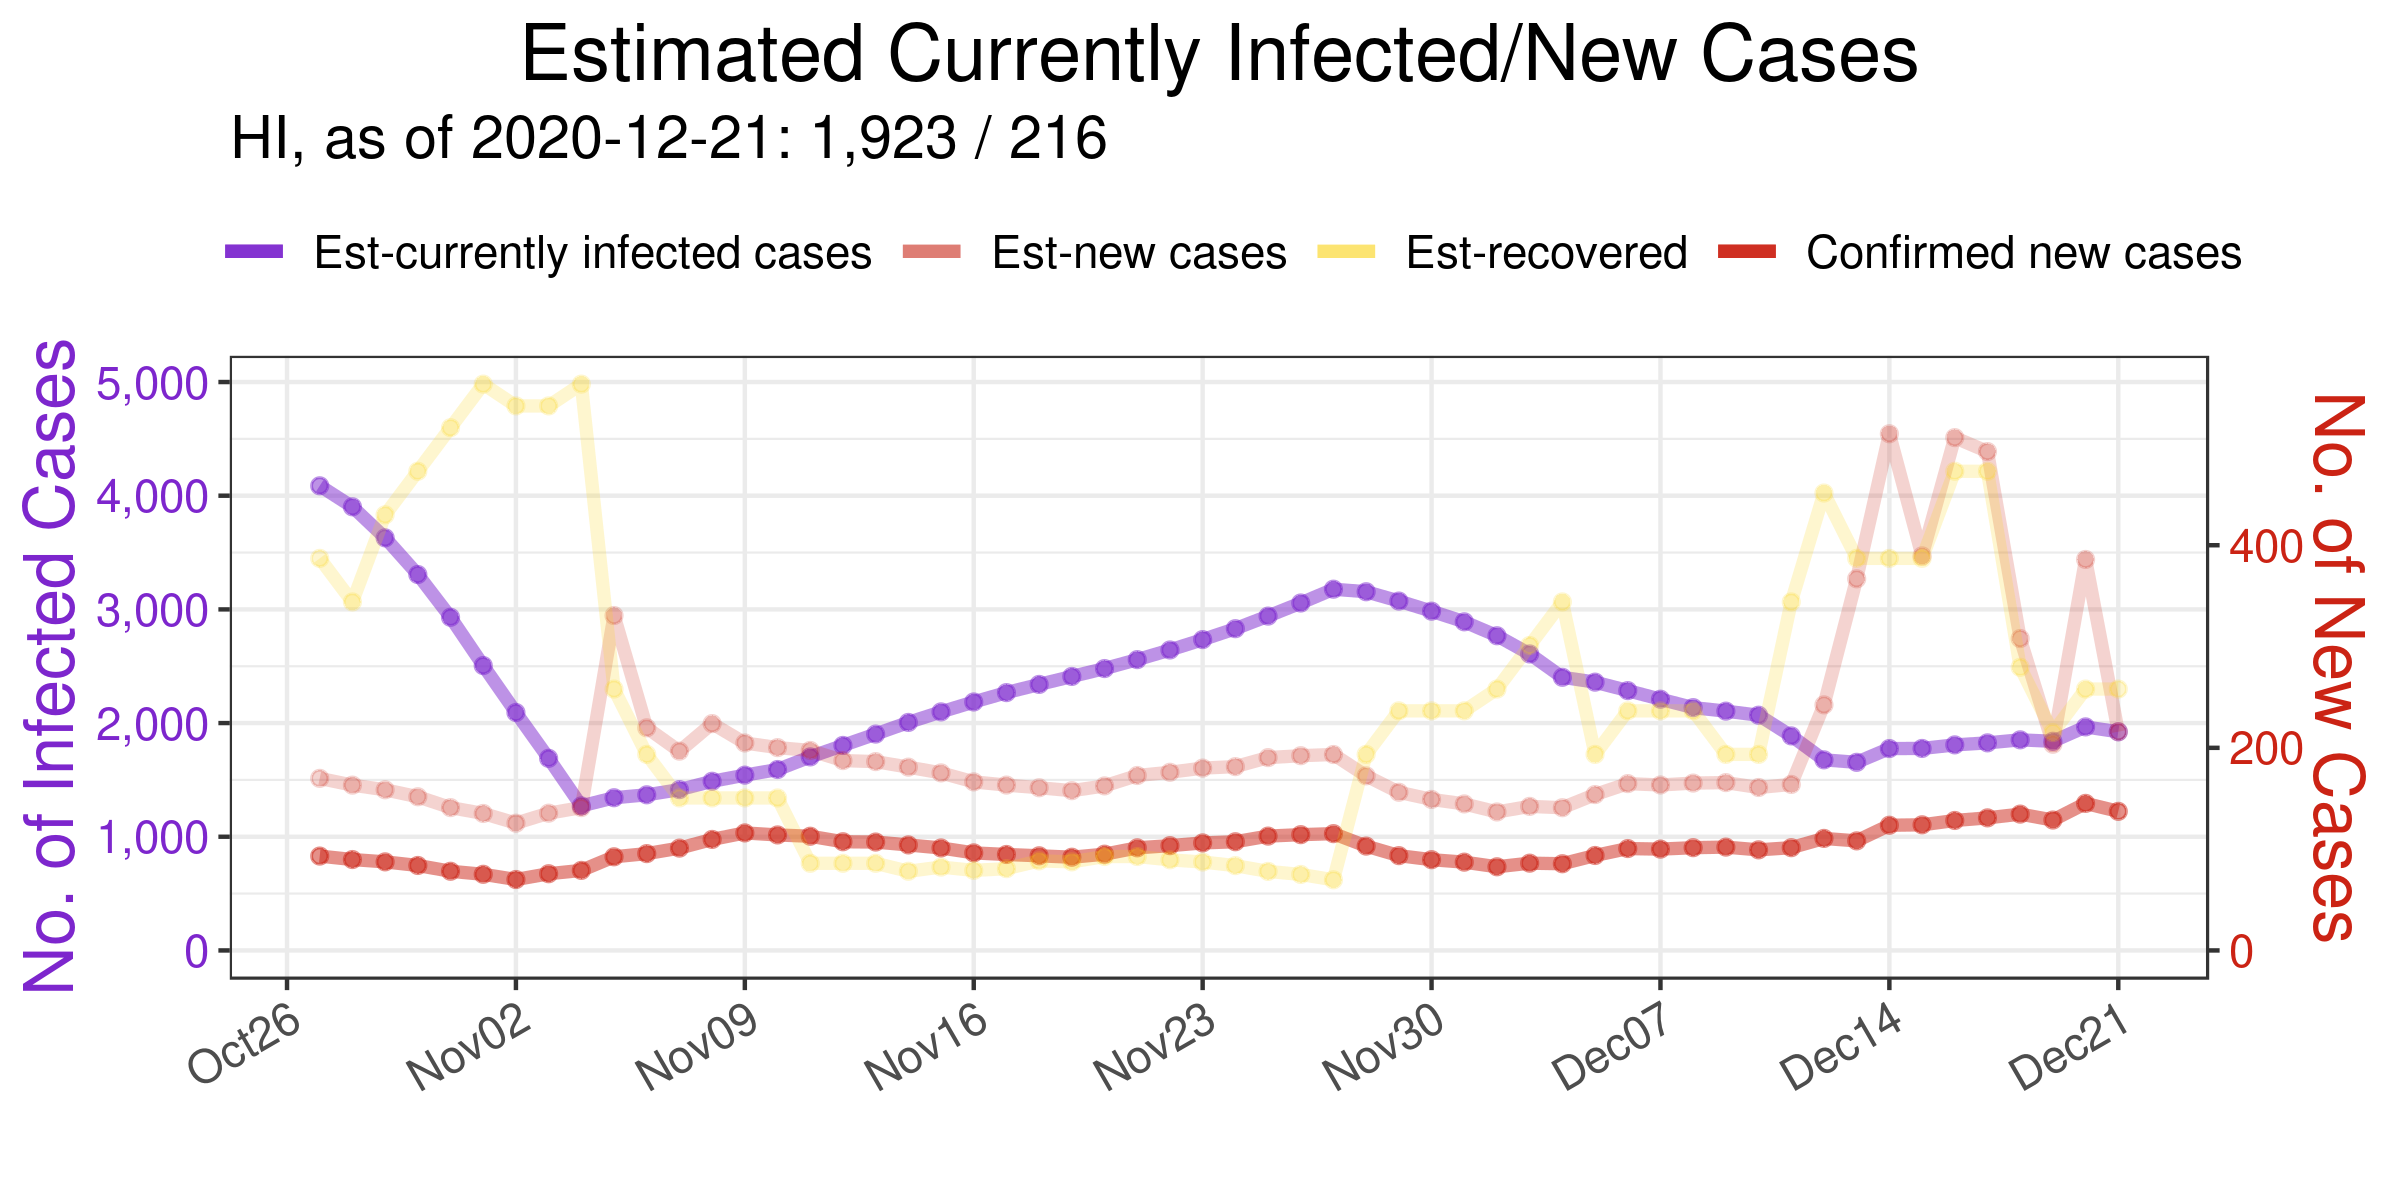 Estimated Currently Infected/New Cases
HI, as of 2020-12-21: 1,923 / 216
Est-currently infected cases Est-new cases Est-recovered Confirmed new cases
No. of Infected Cases
5,000
4,000
3,000
2,000
1,000
0
400
200
0
No. of New Cases
Oct26 Nov02 Nov09 Nov16 Nov23 Nov30 Dec07 Dec14 Dec21